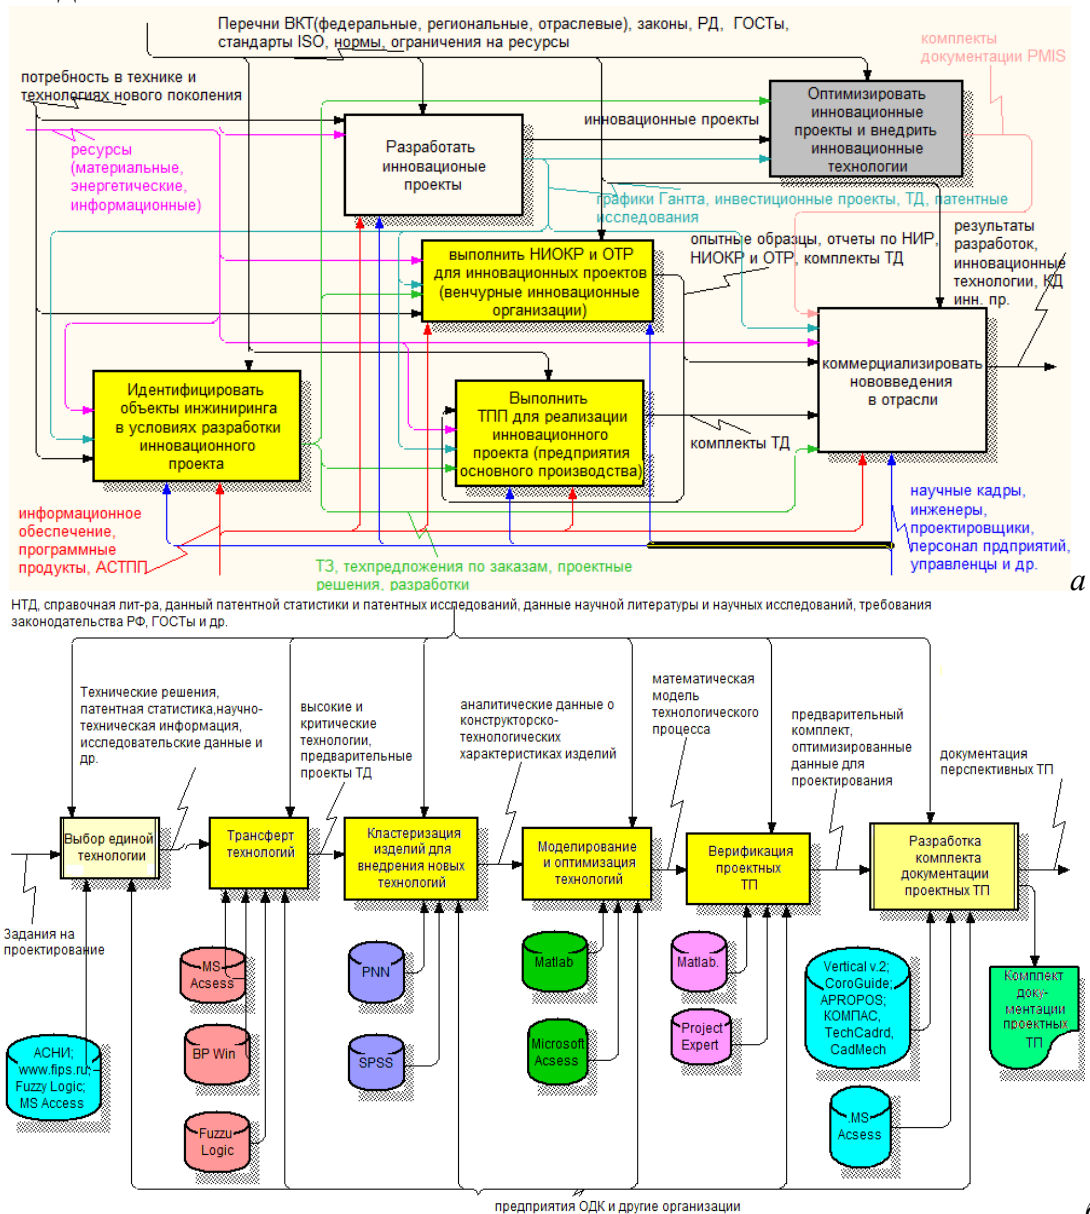 Перечни ВКТ(федеральные, региональные, отраслевые), законы, РД, ГОСТы,
стандарты ISO, нормы, ограничения на ресурсы
комплекты
документации PMIS
потребность в технике и
технологиях нового поколения
Оптимизировать
инновационные
проекты и внедрить
инновационные
технологии
инновационные проекты
Разработать
инновационые
проекты
ресурсы
(материальные,
энергетические,
информационные)
графики Гантта, инвестиционные проекты, ТД, патентные
исследования
опытные образцы, отчеты по НИР,
НИОКР и ОТР, комплекты ТД
результаты
разработок,
инновационные
технологии, КД
инн. пр.
выполнить НИОКР и ОТР
для инновационных проектов
(венчурные инновационные
организации)
Идентифицировать
объекты инжиниринга
в условиях разработки
инновационного
проекта
Выполнить
ТПП для реализации
инновационного
проекта (предприятия
основного производства)
коммерциализировать
нововведения
в отрасли
комплекты ТД
информационное
обеспечение,
программные
продукты, АСТПП
ТЗ, техпредложения по заказам, проектные
решения, разработки
научные кадры,
инженеры,
проектировщики,
персонал прдприятий,
управленцы и др.
а
НТД, справочная лит-ра, данный патентной статистики и патентных исследований, данные научной литературы и научных исследований, требования
законодательства РФ, ГОСТы и др.
Технические решения,
патентная статистика,научно-
техническая информация,
исследовательские данные и
др.
высокие и
критические
технологии,
предварительные
проекты ТД
аналитические данные о
конструкторско-
технологических
характеристиках изделий
математическая
модель
технологического
процесса
предварительный
комплект,
оптимизированные
данные для
проектирования
документация
перспективных ТП
Выбор единой
технологии
Трансферт
технологий
Кластеризация
изделий для
внедрения новых
технологий
Моделирование и
оптимизация
технологий
Верификация
проектных
ТП
Разработка
комплекта
документации
проектных ТП
Задания на
проектирование
MS
Acsess
PNN
Matlab
Matlab.
Vertical v.2;
CoroGuide;
APROPOS;
КОМПАС,
TechCadrd,
CadMech
Комплект
доку-
ментации
проектных
ТП
АСНИ;
www.fips.ru;
Fuzzy Logic;
MS Access
BP Win
SPSS
Microsoft
Acsess
Project
Expert
Fuzzu
Logic
MS
Acsess
предприятия ОДК и другие организации